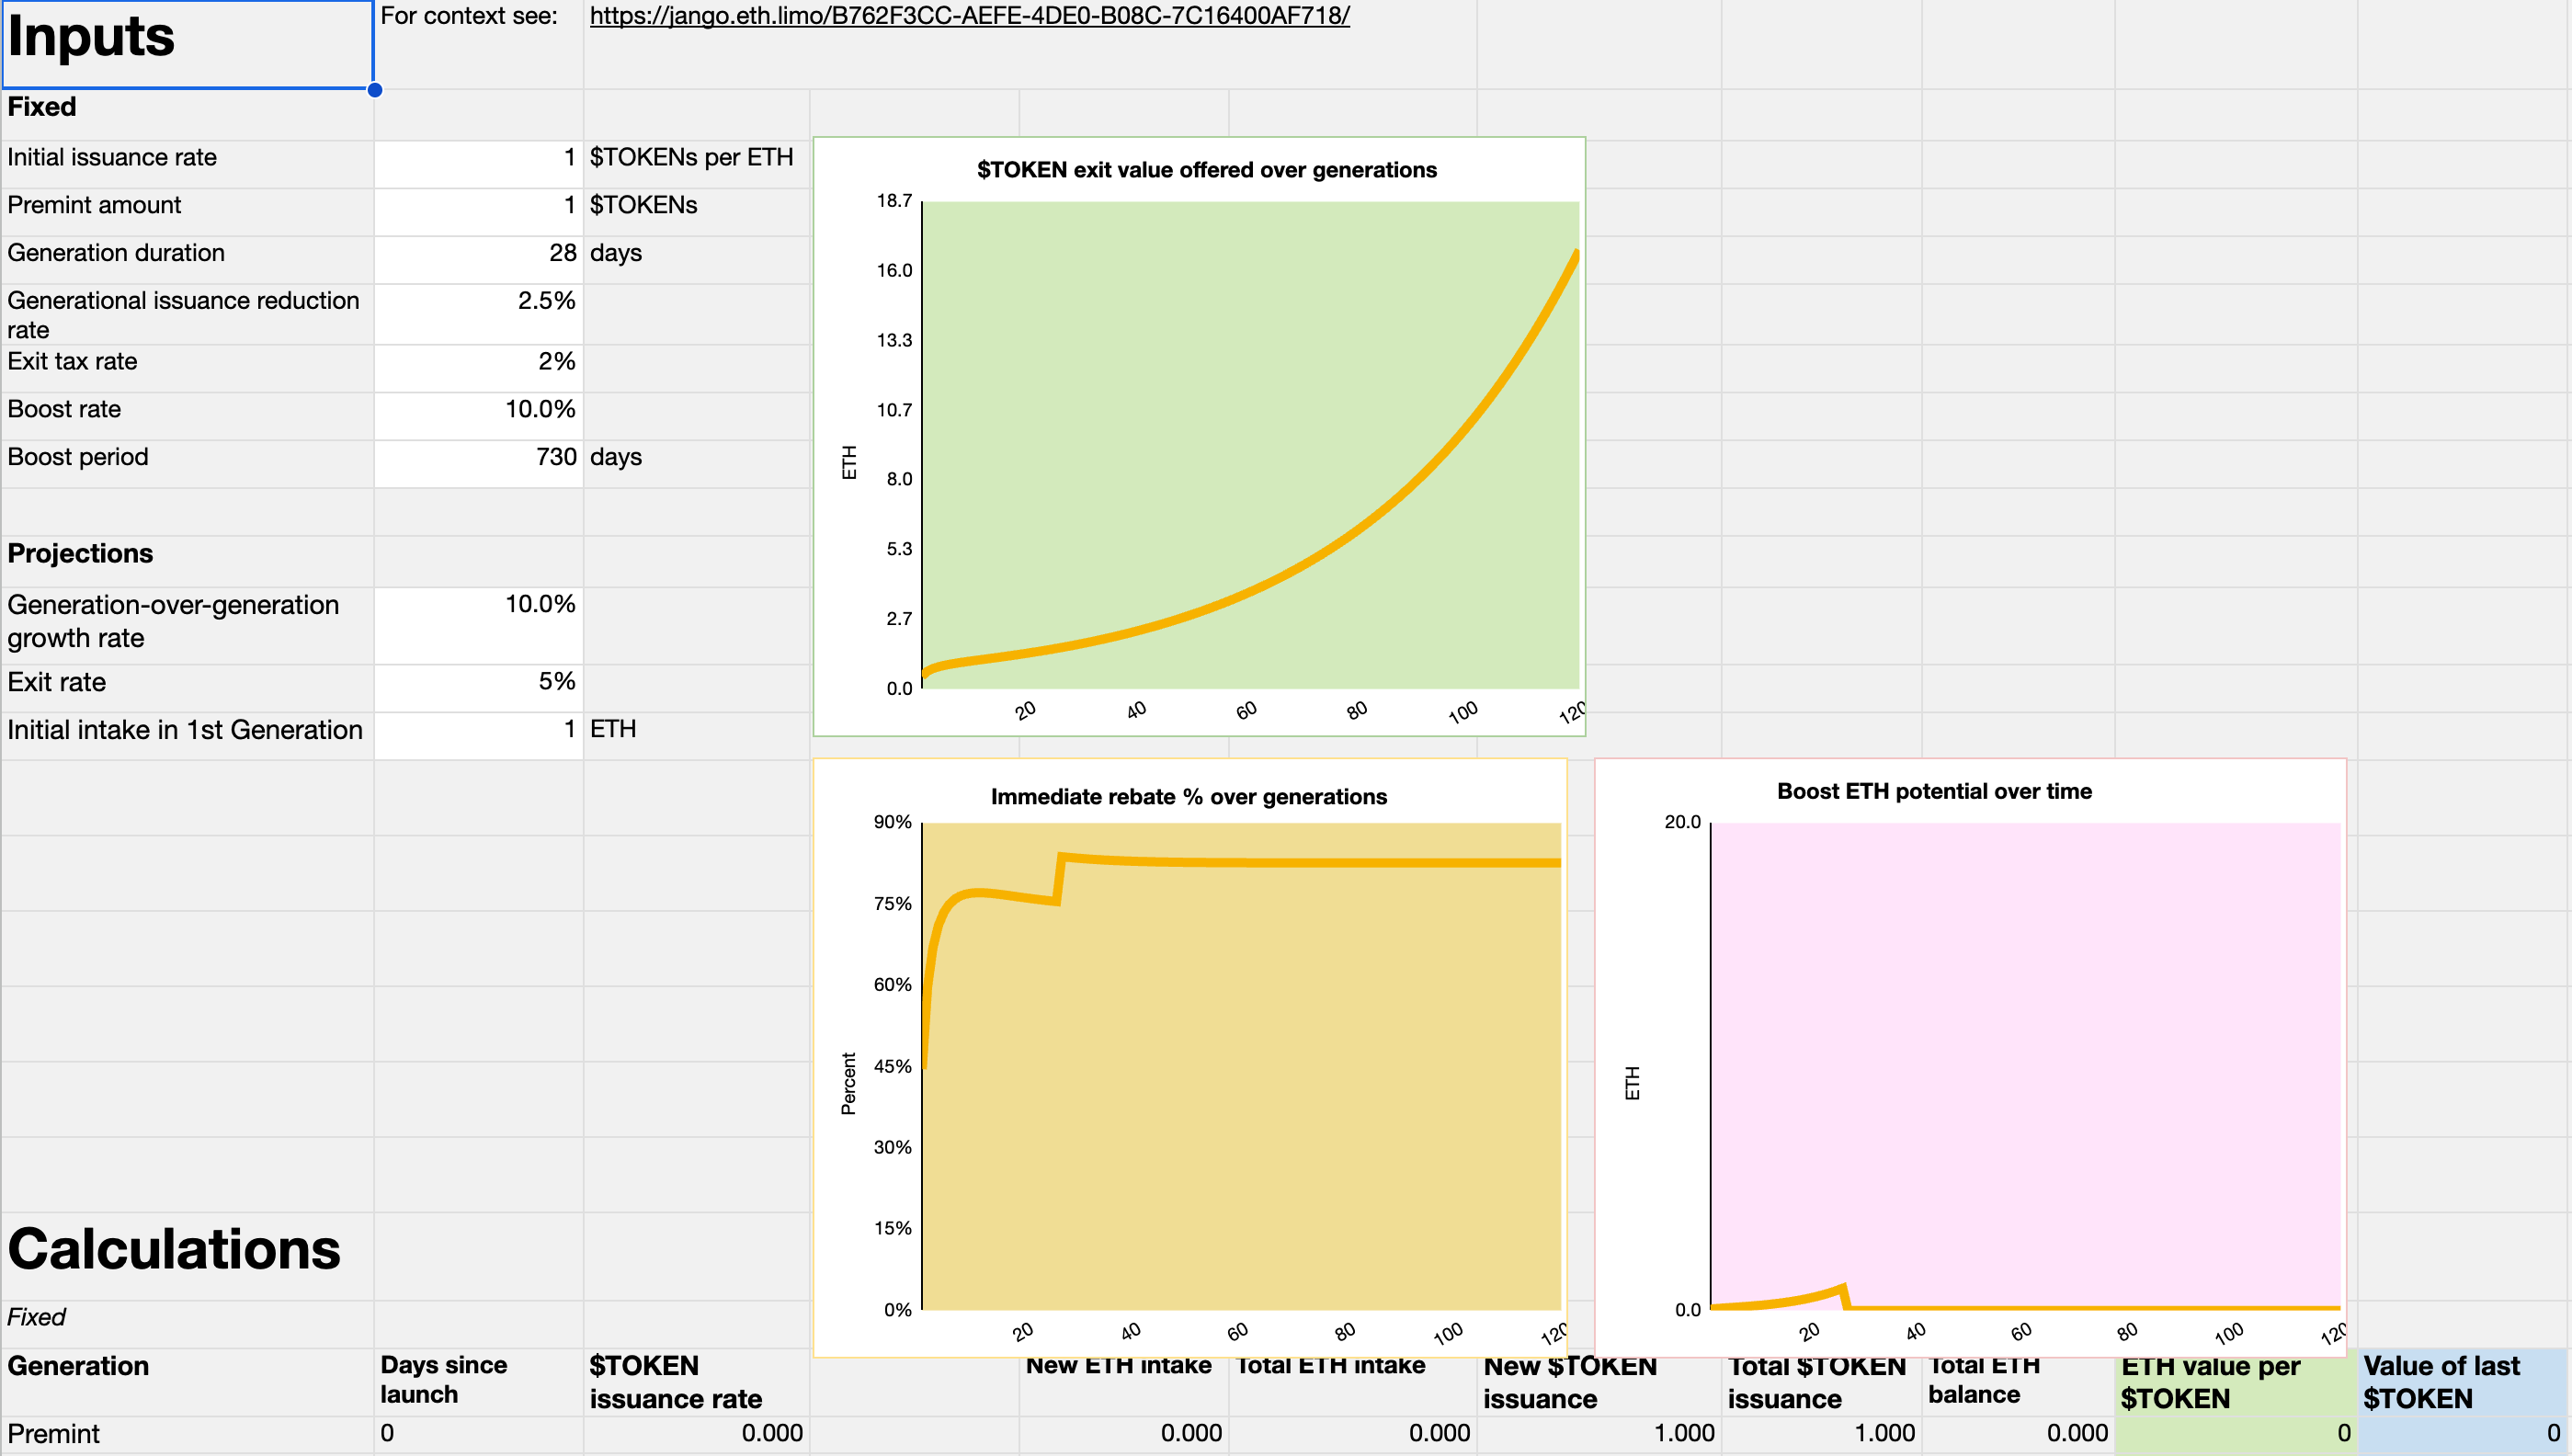 Inputs
For context see:
https://jango.eth.limo/B762F3CC-AEFE-4DE0-B08C-7C16400AF718/
Fixed
Initial issuance rate
1
$TOKENs per ETH
Premint amount
1
$TOKENs
Generation duration
28
days
Generational issuance reduction
rate
2.5%
Exit tax rate
2%
Boost rate
10.0%
Boost period
730
days
Projections
Generation-over-generation
growth rate
10.0%
Exit rate
5%
Initial intake in 1st Generation
1
ETH
$TOKEN exit value offered over generations
18.7
16.0
13.3
10.7
8.0
5.3
2.7
0.0
ETH
20
40
60
80
100
120
Immediate rebate % over generations
90%
75%
60%
45%
30%
15%
0%
Percent
20
40
60
80
100
120
Boost ETH potential over time
20.0
0.0
ETH
20
40
60
80
100
120
Calculations
Fixed
Generation
Days since
launch
$TOKEN
issuance rate
New ETH intake
Total ETH intake
New $TOKEN
issuance
Total $TOKEN
issuance
Total ETH
balance
ETH value per
$TOKEN
Value of last
$TOKEN
Premint
0
0.000
0.000
0.000
1.000
1.000
0.000
0
0